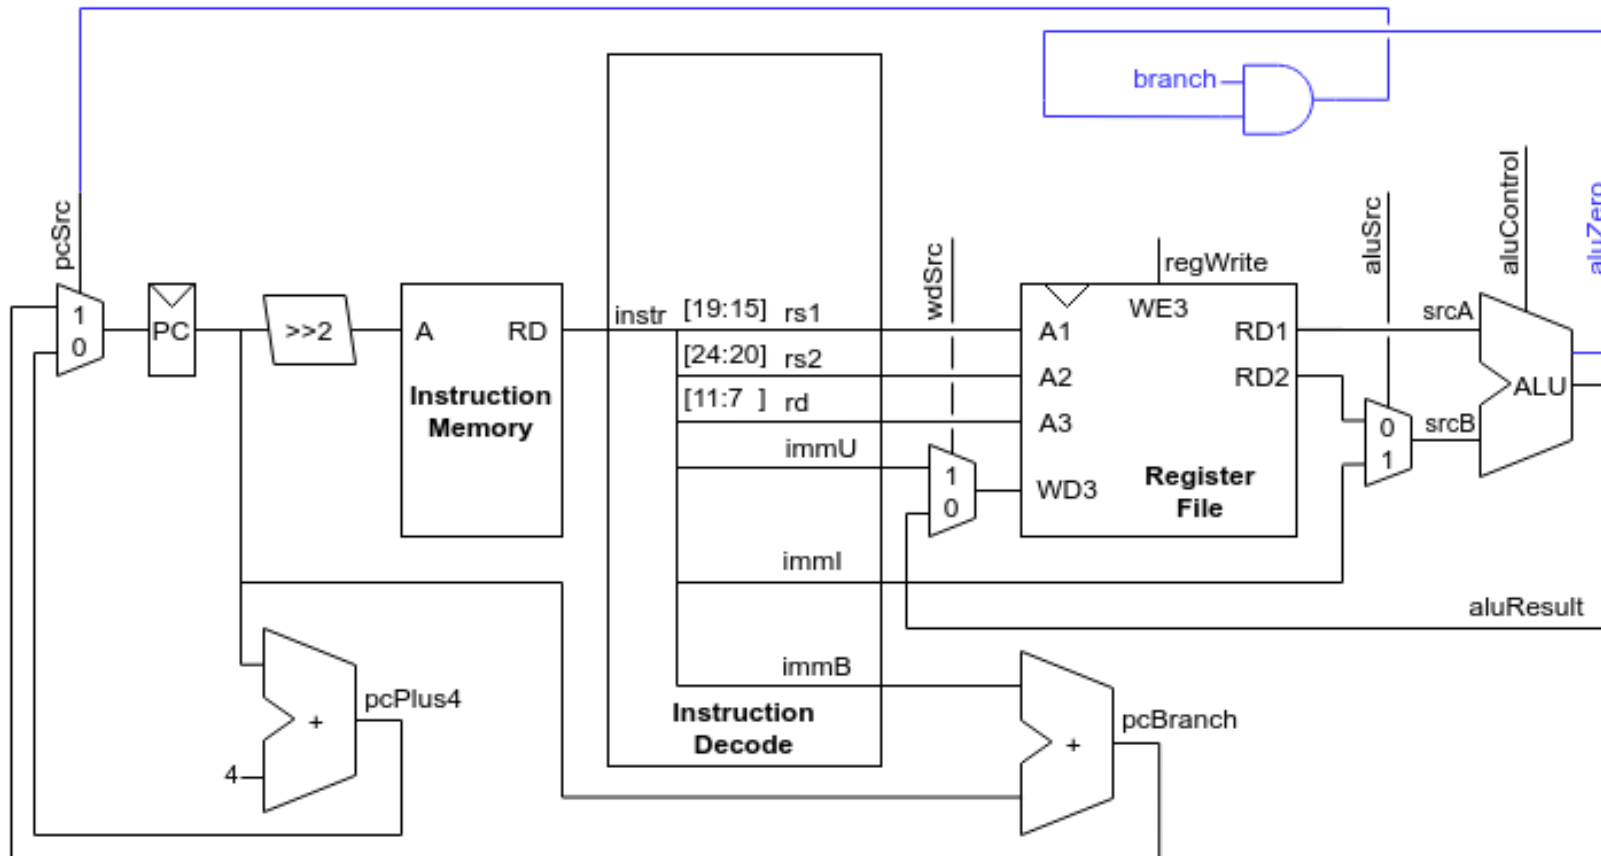 branch
pcSrc
aluControl
aluSrc
aluZero
wdSrc
regWrite
1
0
PC
>>2
A
RD
Instruction
Memory
instr
[19:15] rs1
[24:20] rs2
[11:7 ] rd
immU
1
0
A1
A2
A3
WD3
WE3
RD1
RD2
Register
File
srcA
srcB
0
1
ALU
immI
aluResult
immB
Instruction
Decode
pcPlus4
+
4
pcBranch
+